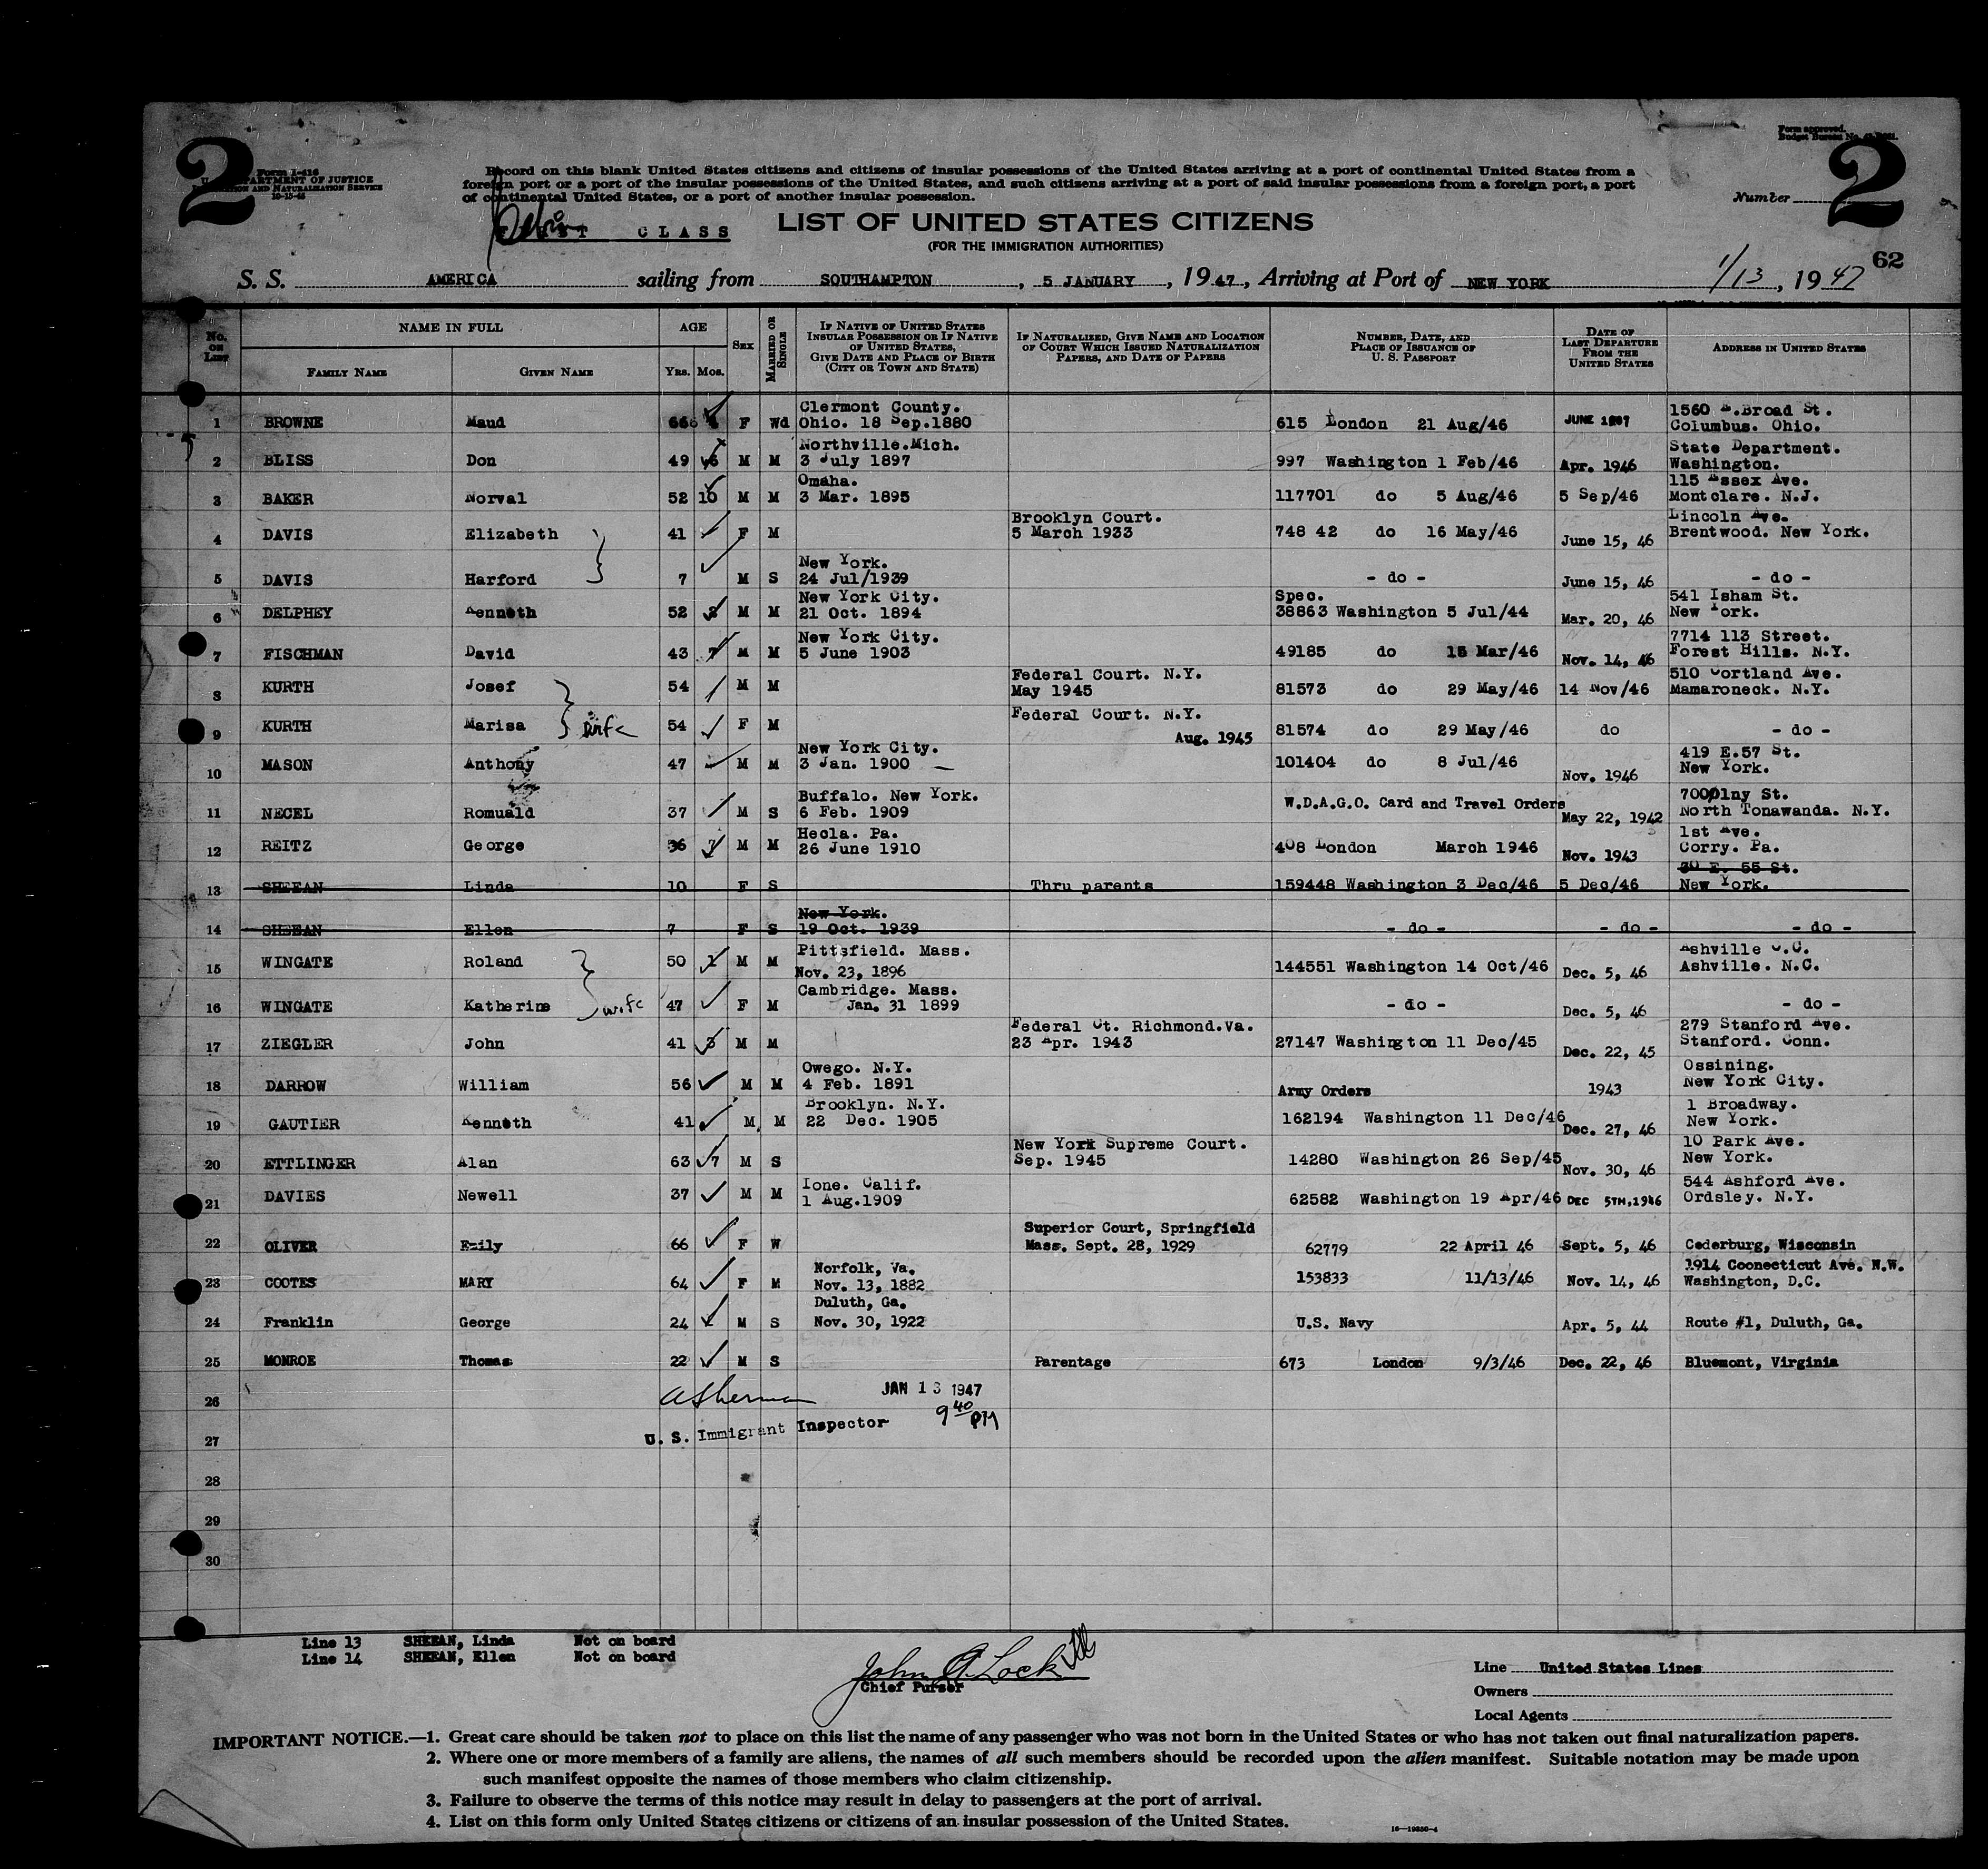 2
2
Form I-416
U. S. DEPARTMENT OF JUSTICE
IMMIGRATION AND NATURALIZATION SERVICE
Form approved.
Budget Bureau No.
Record on this blank United States citizens and citizens of insular possessions of the United States arriving at a port of continental United States from a
foreign port or a port of the insular possessions of the United States, and such citizens arriving at a port of said insular possessions from a foreign port, a port
of continental United States, or a port of another insular possession.
Number
Cabin
CLASS
LIST OF UNITED STATES CITIZENS
(FOR THE IMMIGRATION AUTHORITIES)
62
S. S. AMERICA sailing from SOUTHAMPTON, 5 JANUARY, 1947, Arriving at Port of NEW YORK 1/13, 1947
No. on List
NAME IN FULL
Family Name Given Name
AGE
Yrs. Mos.
Sex
Married or Single
If Native of United States Insular Possession or if Native of United States, Give Date and Place of Birth (City or Town and State)
If Naturalized, Give Name and Location of Court Which Issued Naturalization Papers, and Date of Papers
Number, Date, and Place of Issuance of U. S. Passport
Date of Last Departure From the United States
Address in United States
1 BROWNE Maud 66 F Wd Clermont County. Ohio. 18 Sep.1880 615 London 21 Aug/46 JUNE 1560 Broad St. Columbus. Ohio.
2 BLISS Don 49 6 M M Northville.Mich. 3 July 1897 997 Washington 1 Feb/46 Apr. 1946 State Department. Washington.
3 BAKER Norval 52 10 M M Omaha. 3 Mar. 1895 117701 do 5 Aug/46 5 Sep/46 115 Essex Ave. Montclare. N.J.
4 DAVIS Elizabeth 41 F M Brooklyn Court. 5 March 1933 748 42 do 16 May/46 June 15, 46 Lincoln Ave. Brentwood. New York.
5 DAVIS Harford 7 M S New York. 24 Jul/1939 - do - June 15, 46 - do -
6 DELPHEY Kenneth 52 2 M M New York City. 21 Oct. 1894 Spec. 38863 Washington 5 Jul/44 Mar. 20, 46 541 Isham St. New York.
7 FISCHMAN David 43 7 M M New York City. 5 June 1903 49185 do 15 Mar/46 Nov. 14, 46 7714 113 Street. Forest Hills. N.Y.
8 KURTH Josef 54 M M Federal Court. N.Y. May 1945 81573 do 29 May/46 14 Nov/46 510 Cortland Ave. Mamaroneck. N.Y.
9 KURTH Marisa wife 54 F M Federal Court. N.Y. Aug. 1945 81574 do 29 May/46 do - do -
10 MASON Anthony 47 M M New York City. 3 Jan. 1900 101404 do 8 Jul/46 Nov. 1946 419 E.57 St. New York.
11 NECEL Romuald 37 M S Buffalo. New York. 6 Feb. 1909 W.D.A.G.O. Card and Travel Orders May 22, 1942 St. North Tonawanda. N.Y.
12 REITZ George 36 7 M M Hecla. Pa. 26 June 1910 408 London March 1946 Nov. 1943 1st Ave. Corry. Pa.
13 SHEEAN Linda 10 F S Thru parents 159448 Washington 3 Dec/46 5 Dec/46 30 E. 55 St. New York.
14 SHEEAN Ellen 7 F S New York. 19 Oct. 1939 - do - - do - - do -
15 WINGATE Roland 50 1 M M Pittsfield. Mass. Nov. 23, 1896 144551 Washington 14 Oct/46 Dec. 5, 46 Ashville C.C. Ashville. N.C.
16 WINGATE Katherine wife 47 F M Cambridge. Mass. Jan. 31 1899 - do - Dec. 5, 46 - do -
17 ZIEGLER John 41 3 M M Federal Ct. Richmond.Va. 23 Apr. 1943 27147 Washington 11 Dec/45 Dec. 22, 45 279 Stanford Ave. Stanford. Conn.
18 DARROW William 56 M M Owego. N.Y. 4 Feb. 1891 Army Orders 1943 Ossining. New York City.
19 GAUTIER Kenneth 41 M M Brooklyn. N.Y. 22 Dec. 1905 162194 Washington 11 Dec/46 Dec. 27, 46 1 Broadway. New York.
20 ETTLINGER Alan 63 7 M S New York Supreme Court. Sep. 1945 14280 Washington 26 Sep/45 Nov. 30, 46 10 Park Ave. New York.
21 DAVIES Newell 37 M M Ione. Calif. 1 Aug.1909 62582 Washington 19 Apr/46 DEC 5TH,1946 544 Ashford Ave. Ordsley. N.Y.
22 OLIVER Emily 66 F W Superior Court, Springfield Mass. Sept. 28, 1929 62779 22 April 46 Sept. 5, 46 Cederburg, Wisconsin
23 COOTES MARY 64 F M Norfolk, Va. Nov. 13, 1882 153833 11/13/46 Nov. 14, 46 1914 Coonecticut Ave. N.W. Washington, D.C.
24 Franklin George 24 M S Duluth, Ga. Nov. 30, 1922 U.S. Navy Apr. 5, 44 Route #1, Duluth, Ga.
25 MONROE Thomas 22 M S Parentage 673 London 9/3/46 Dec. 22, 46 Bluemont, Virginia
26 JAN 13 1947
9 40 PM
27 U. S. Immigrant Inspector
28
29
30
Line 13 SHEEAN, Linda Not on board
Line 14 SHEEAN, Ellen Not on board
John A Lock
Chief Purser
Line United States Lines
Owners
Local Agents
IMPORTANT NOTICE.—1. Great care should be taken not to place on this list the name of any passenger who was not born in the United States or who has not taken out final naturalization papers.
2. Where one or more members of a family are aliens, the names of all such members should be recorded upon the alien manifest. Suitable notation may be made upon
such manifest opposite the names of those members who claim citizenship.
3. Failure to observe the terms of this notice may result in delay to passengers at the port of arrival.
4. List on this form only United States citizens or citizens of an insular possession of the United States.